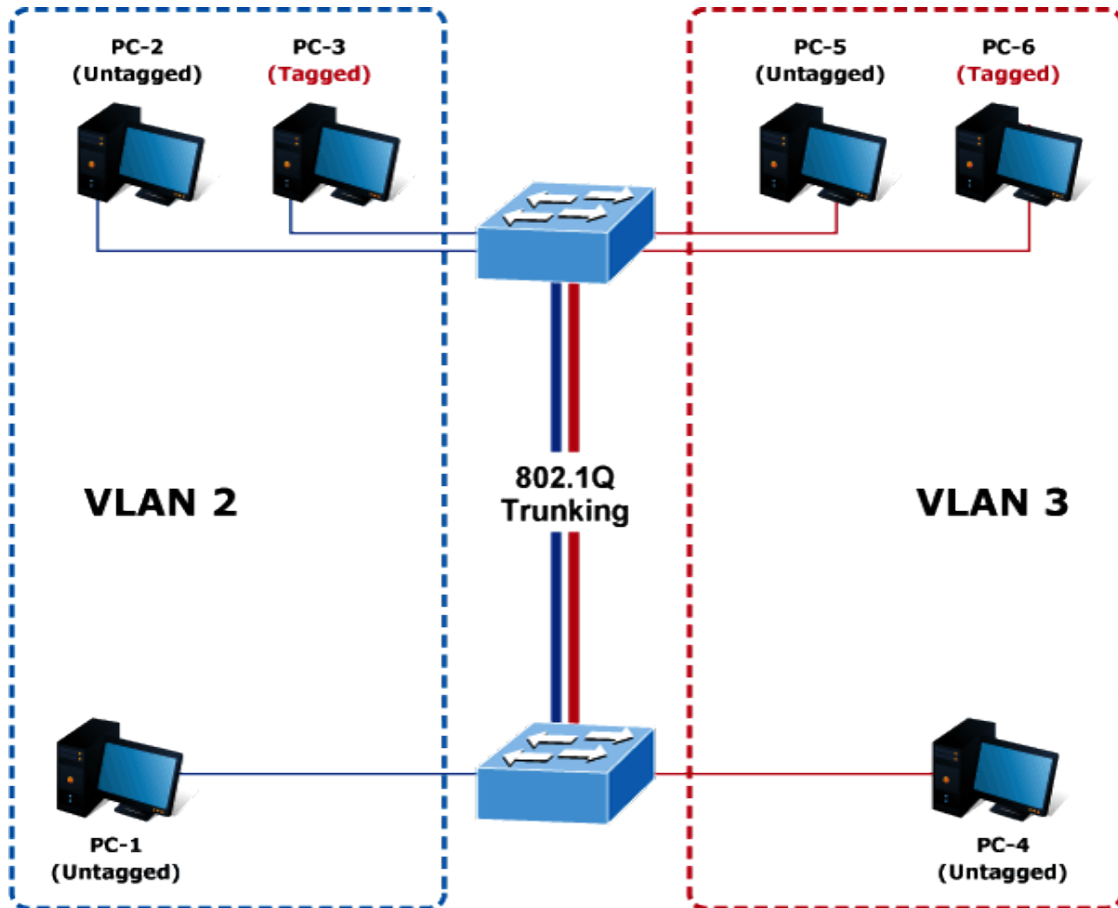 PC-2
(Untagged)
PC-3
(Tagged)
PC-5
(Untagged)
PC-6
(Tagged)
VLAN 2
802.1Q
Trunking
VLAN 3
PC-1
(Untagged)
PC-4
(Untagged)